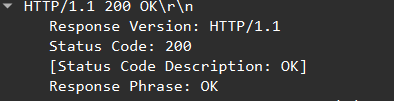 HTTP/1.1 200 OK\r\n
Response Version: HTTP/1.1
Status Code: 200
[Status Code Description: OK]
Response Phrase: OK